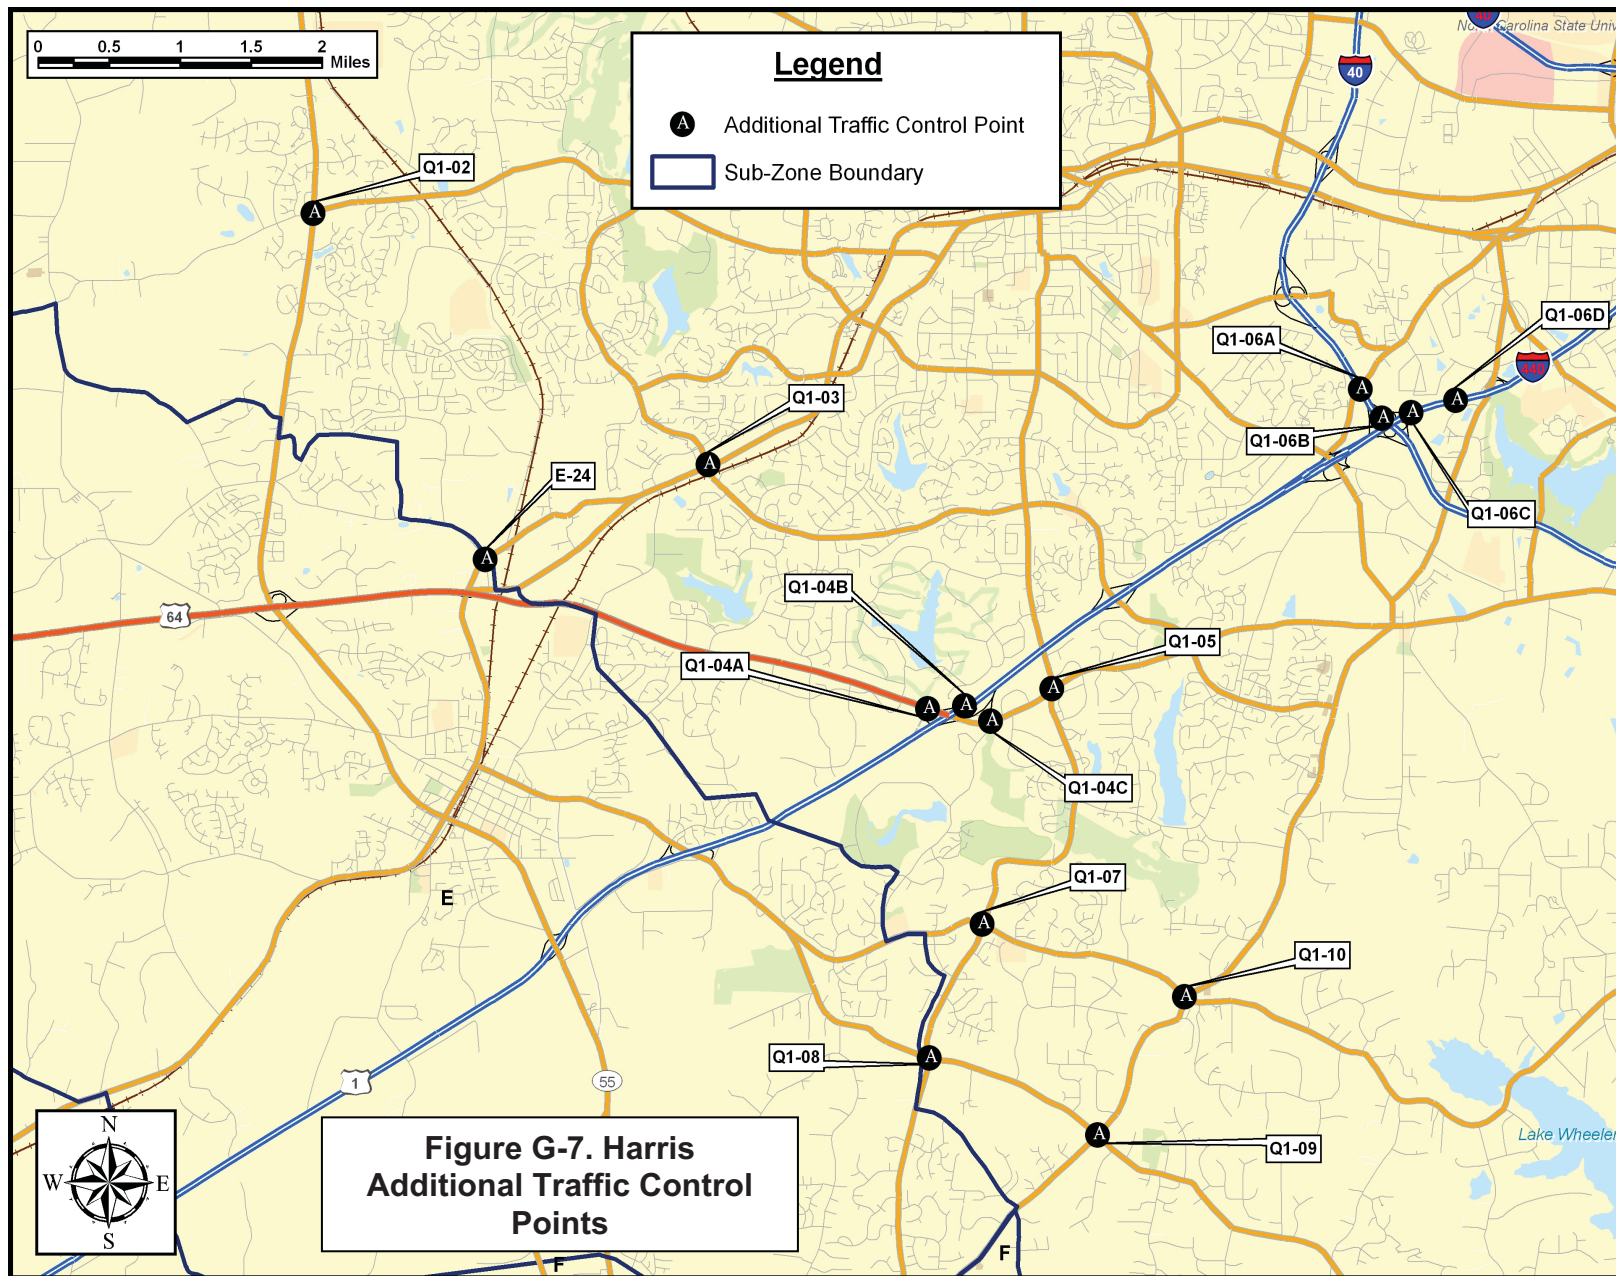 0 0.5 1 1.5 2
Miles
Legend
A Additional Traffic Control Point
Sub-Zone Boundary
40
40
Q1-02
A
Q1-06D
Q1-06A
440
A
A
A
A
Q1-03
Q1-06B
A
E-24
Q1-06C
A
Q1-04B
64
Q1-05
Q1-04A
A
A
A
A
Q1-04C
Q1-07
E
A
Q1-10
A
Q1-08
A
1
55
Lake Wheeler
A
Q1-09
N
W E
S
Figure G-7. Harris
Additional Traffic Control
Points
F
F